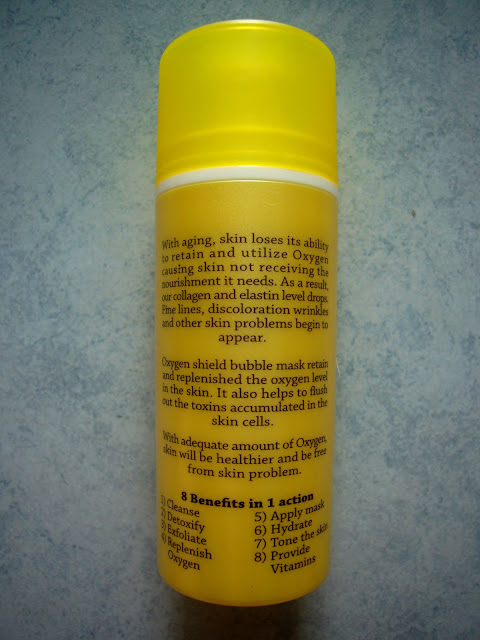 With aging, skin loses its ability
to retain and utilize Oxygen
causing skin not receiving the
nourishment it needs. As a result,
our collagen and elastin level drops.
Fine lines, discoloration wrinkles
and other skin problems begin to
appear.
Oxygen shield bubble mask retain
and replenished the oxygen level
in the skin. It also helps to flush
out the toxins accumulated in the
skin cells.
With adequate amount of Oxygen,
skin will be healthier and be free
from skin problem.
8 Benefits in 1 action
1) Cleanse
2) Detoxify
3) Exfoliate
4) Replenish
Oxygen
5) Apply mask
6) Hydrate
7) Tone the skin
8) Provide
Vitamins